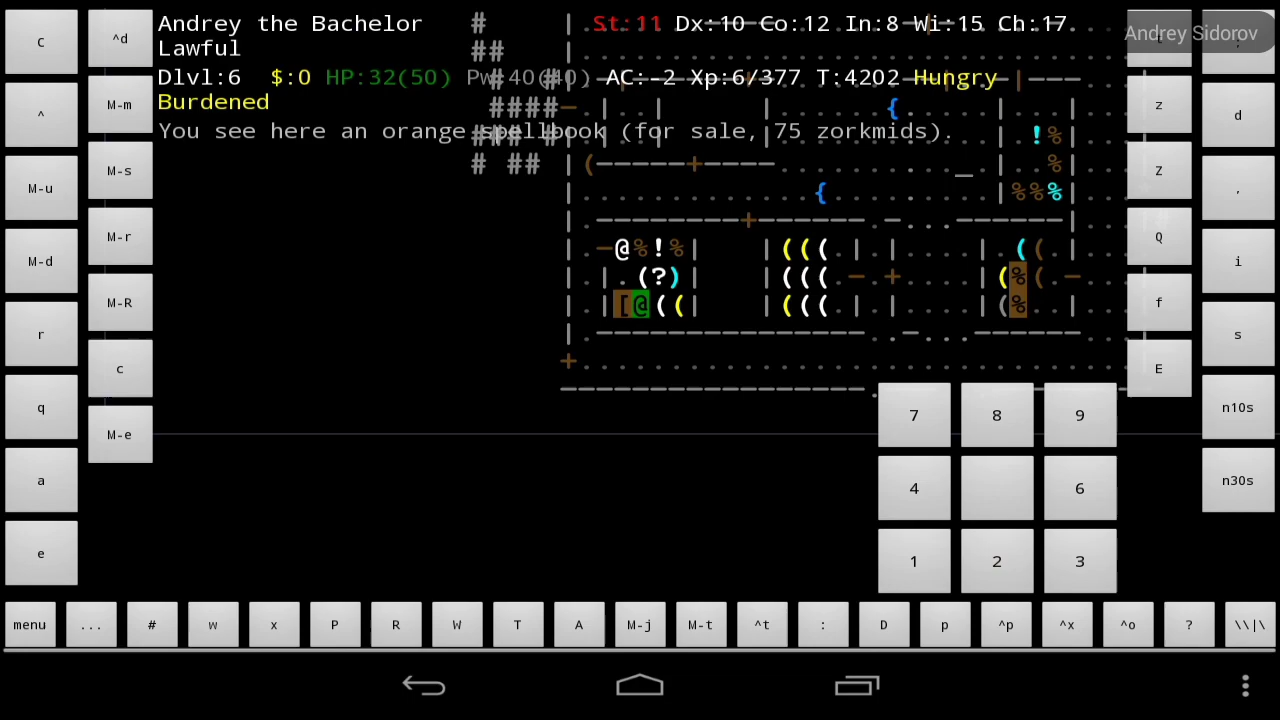 Andrey the Bachelor St:11 Dx:10 Co:12 In:8 Wi:15 Ch:17
Lawful
Dlvl:6 $:0 HP:32(50) Pw:40(40) AC:-2 Xp:6/377 T:4202 Hungry
Burdened
You see here an orange spellbook (for sale, 75 zorkmids).
Andrey Sidorov
c
^
M-u
M-d
r
q
a
e
^d
M-m
M-s
M-r
M-R
c
M-e
z
Z
Q
f
E
d
,
i
s
n10s
n30s
7 8 9
4 6
1 2 3
menu ... # w x P R W T A M-j M-t ^t : D p ^p ^x ^o ? \\|\